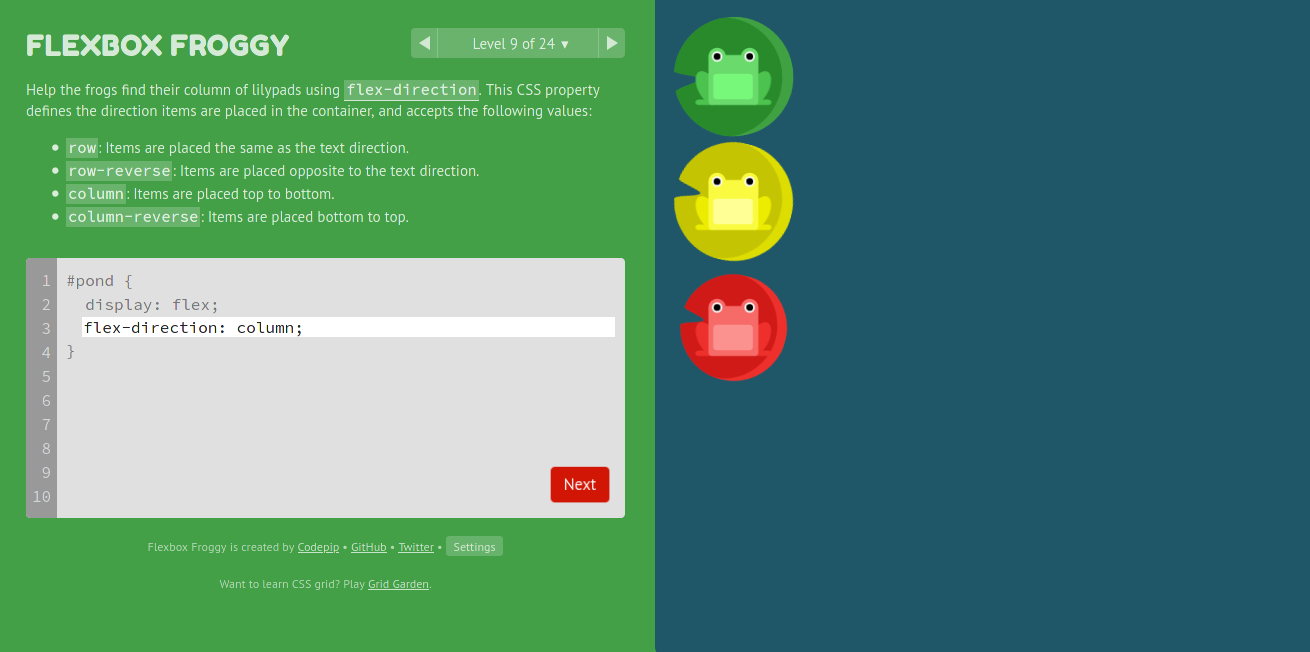 FLEXBOX FROGGY
◀ Level 9 of 24 ▾ ▶
Help the frogs find their column of lilypads using flex-direction. This CSS property
defines the direction items are placed in the container, and accepts the following values:
• row: Items are placed the same as the text direction.
• row-reverse: Items are placed opposite to the text direction.
• column: Items are placed top to bottom.
• column-reverse: Items are placed bottom to top.
1 #pond {
2 display: flex;
3 flex-direction: column;
4 }
5
6
7
8
9
10
Next
Flexbox Froggy is created by Codepip • GitHub • Twitter • Settings
Want to learn CSS grid? Play Grid Garden.